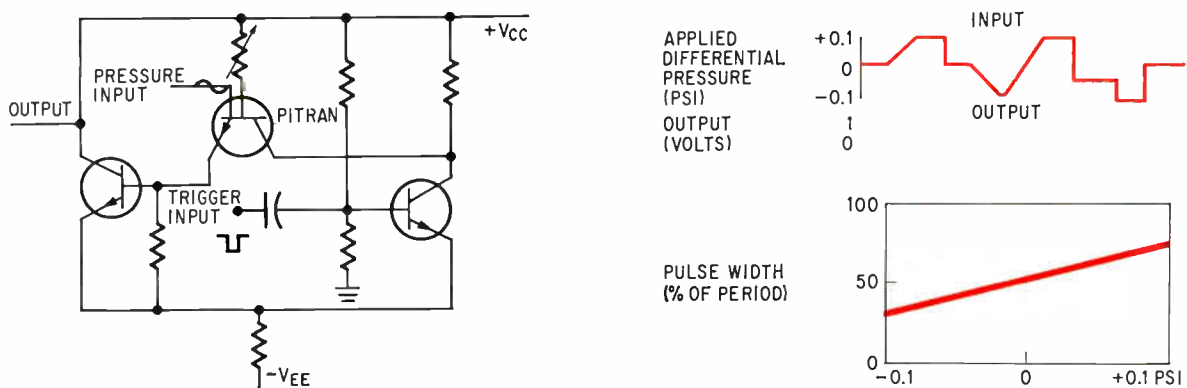 +VCC
PRESSURE
INPUT
OUTPUT
PITRAN
TRIGGER
INPUT
-VEE
INPUT
APPLIED
DIFFERENTIAL
PRESSURE
(PSI)
OUTPUT
(VOLTS)
+0.1
0
-0.1
1
0
OUTPUT
PULSE WIDTH
(% OF PERIOD)
100
50
0
-0.1
0
+0.1 PSI